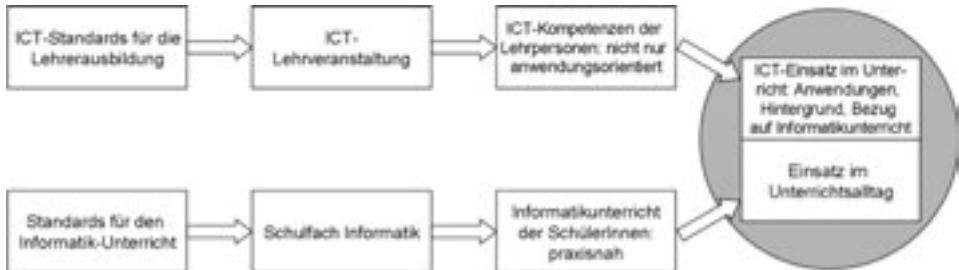 ICT-Standards für die
Lehrerausbildung
ICT-
Lehrveranstaltung
ICT-Kompetenzen der
Lehrpersonen: nicht nur
anwendungsorientiert
ICT-Einsatz im Unter-
richt: Anwendungen,
Hintergrund, Bezug
auf Informatikunterricht
Einsatz im
Unterrichtsalltag
Standards für den
Informatik-Unterricht
Schulfach Informatik
Informatikunterricht
der SchülerInnen:
praxisnah